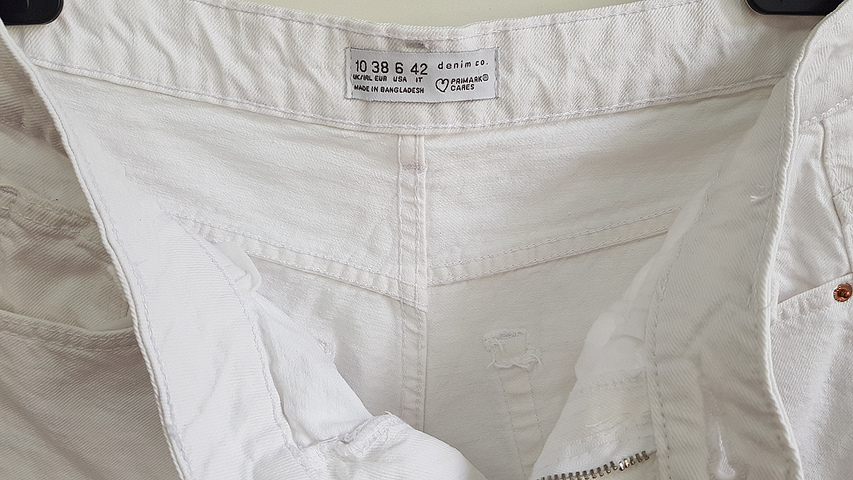 10 38 6 42 denim co.
UK/IRL EUR USA IT PRIMARK®
MADE IN BANGLADESH CARES